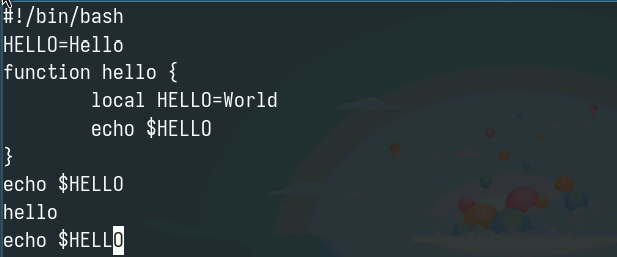 #!/bin/bash
HELLO=Hello
function hello {
        local HELLO=World
        echo $HELLO
}
echo $HELLO
hello
echo $HELLO